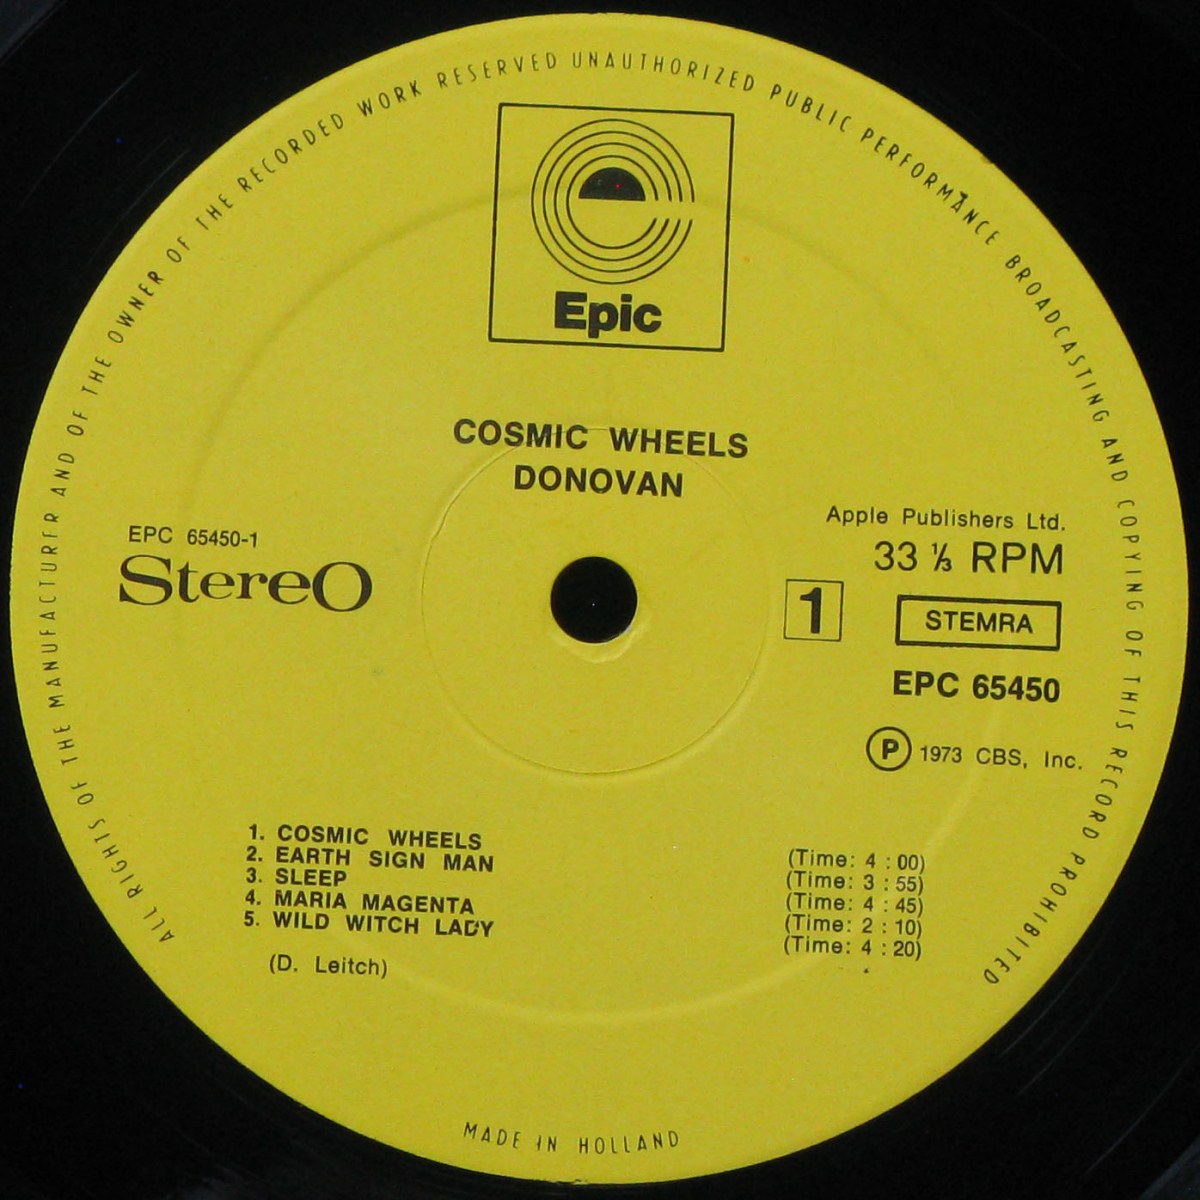 ALL RIGHTS OF THE MANUFACTURER AND OF THE OWNER OF THE RECORDED WORK RESERVED UNAUTHORIZED PUBLIC PERFORMANCE BROADCASTING AND COPYING OF THIS RECORD PROHIBITED
Epic
COSMIC WHEELS
DONOVAN
EPC 65450-1
Stereo
Apple Publishers Ltd.
33 ⅓ RPM
1
STEMRA
EPC 65450
Ⓟ 1973 CBS, Inc.
1. COSMIC WHEELS (Time: 4 : 00)
2. EARTH SIGN MAN (Time: 3 : 55)
3. SLEEP (Time: 4 : 45)
4. MARIA MAGENTA (Time: 2 : 10)
5. WILD WITCH LADY (Time: 4 : 20)
(D. Leitch)
MADE IN HOLLAND